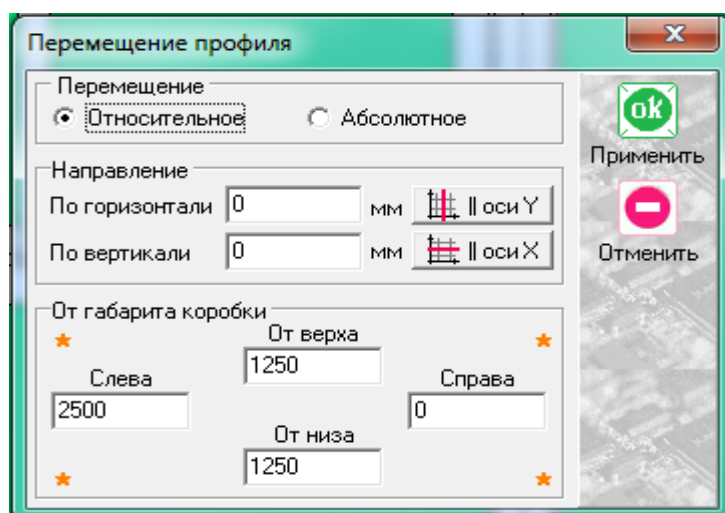 Перемещение профиля
Перемещение
Относительное Абсолютное
ok
Применить
Направление
По горизонтали 0 мм || оси Y
По вертикали 0 мм || оси X
Отменить
От габарита коробки
От верха
1250
Слева Справа
2500 0
От низа
1250